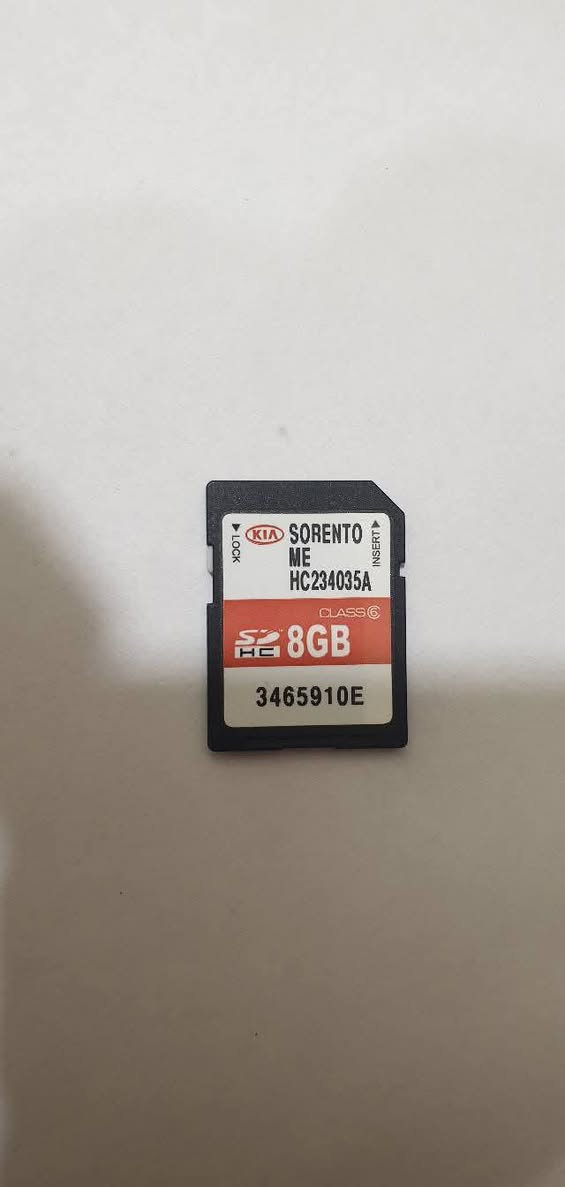 LOCK
KIA SORENTO
ME
HC234035A
INSERT
CLASS 6
SD HC 8GB
3465910E